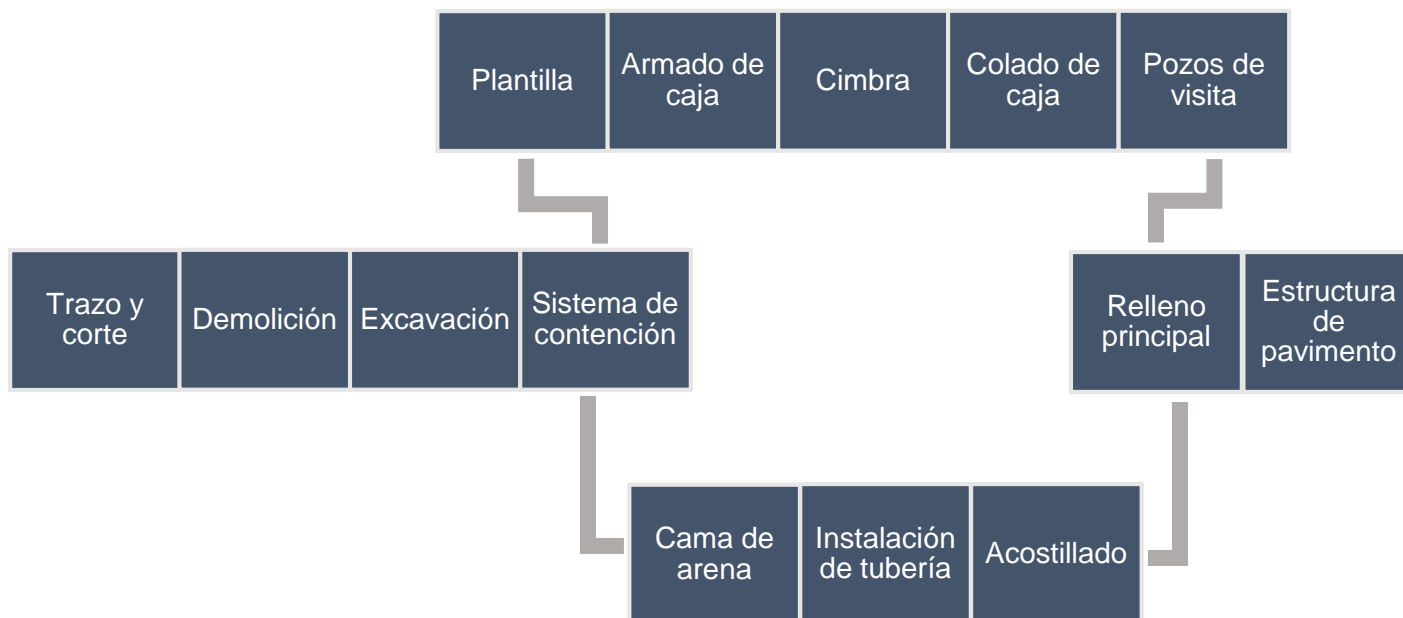 Plantilla
Armado de
caja
Cimbra
Colado de
caja
Pozos de
visita
Trazo y
corte
Demolición
Excavación
Sistema de
contención
Relleno
principal
Estructura
de
pavimento
Cama de
arena
Instalación
de tubería
Acostillado